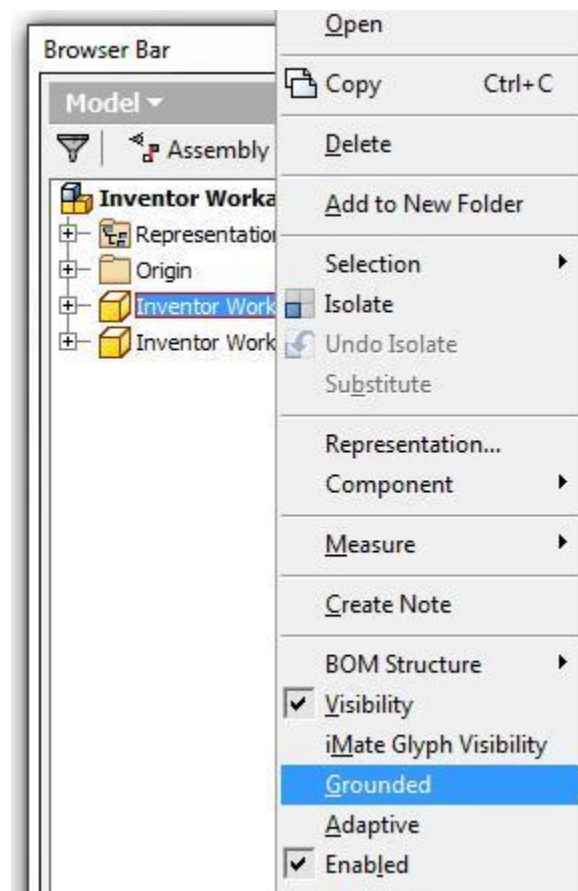 Browser Bar
Model
Assembly
Inventor Worka
Representation
Origin
Inventor Work
Inventor Work
Open
Copy Ctrl+C
Delete
Add to New Folder
Selection
Isolate
Undo Isolate
Substitute
Representation...
Component
Measure
Create Note
BOM Structure
Visibility
iMate Glyph Visibility
Grounded
Adaptive
Enabled